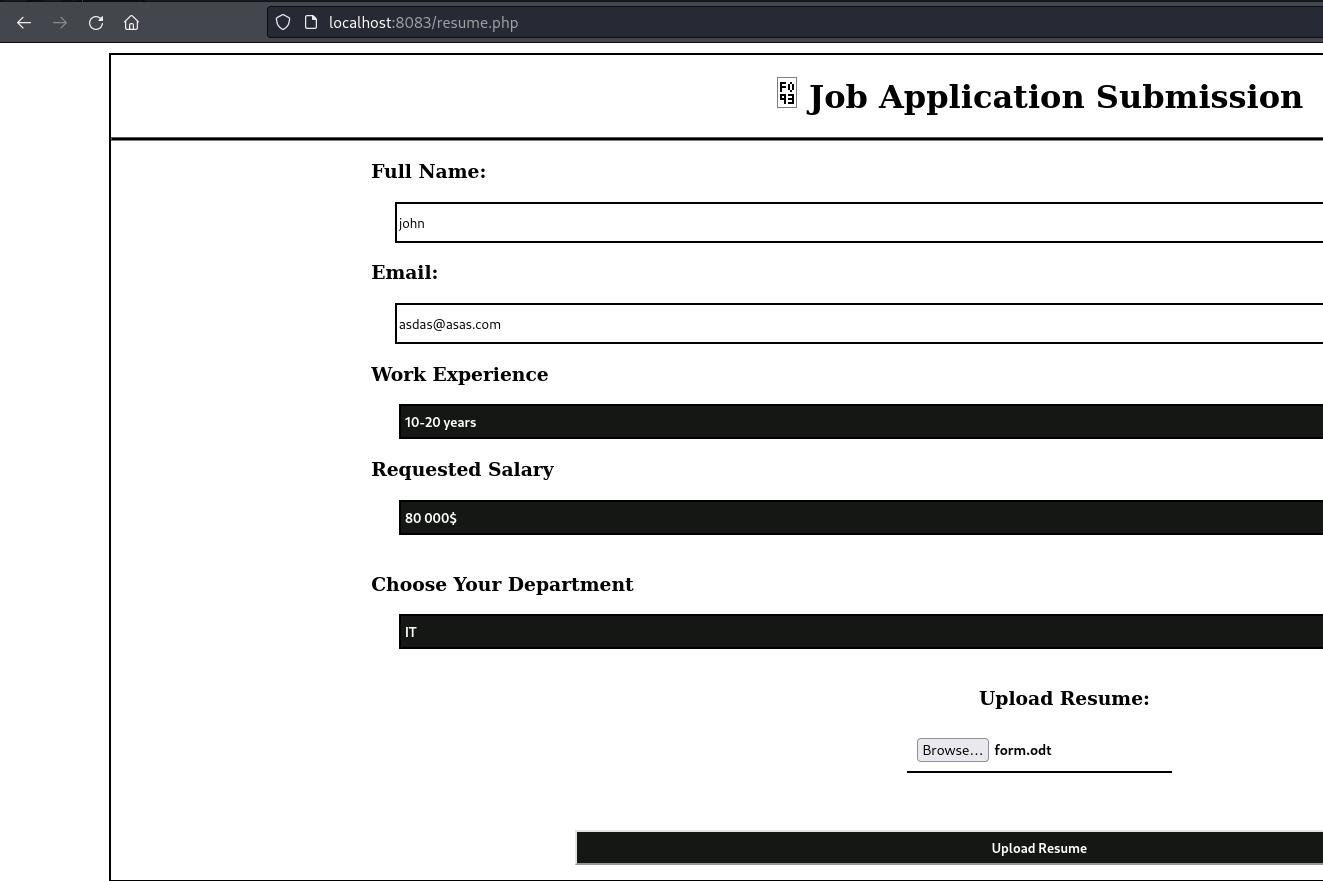 localhost:8083/resume.php
Job Application Submission
Full Name:
john
Email:
asdas@asas.com
Work Experience
10-20 years
Requested Salary
80 000$
Choose Your Department
IT
Upload Resume:
Browse... form.odt
Upload Resume